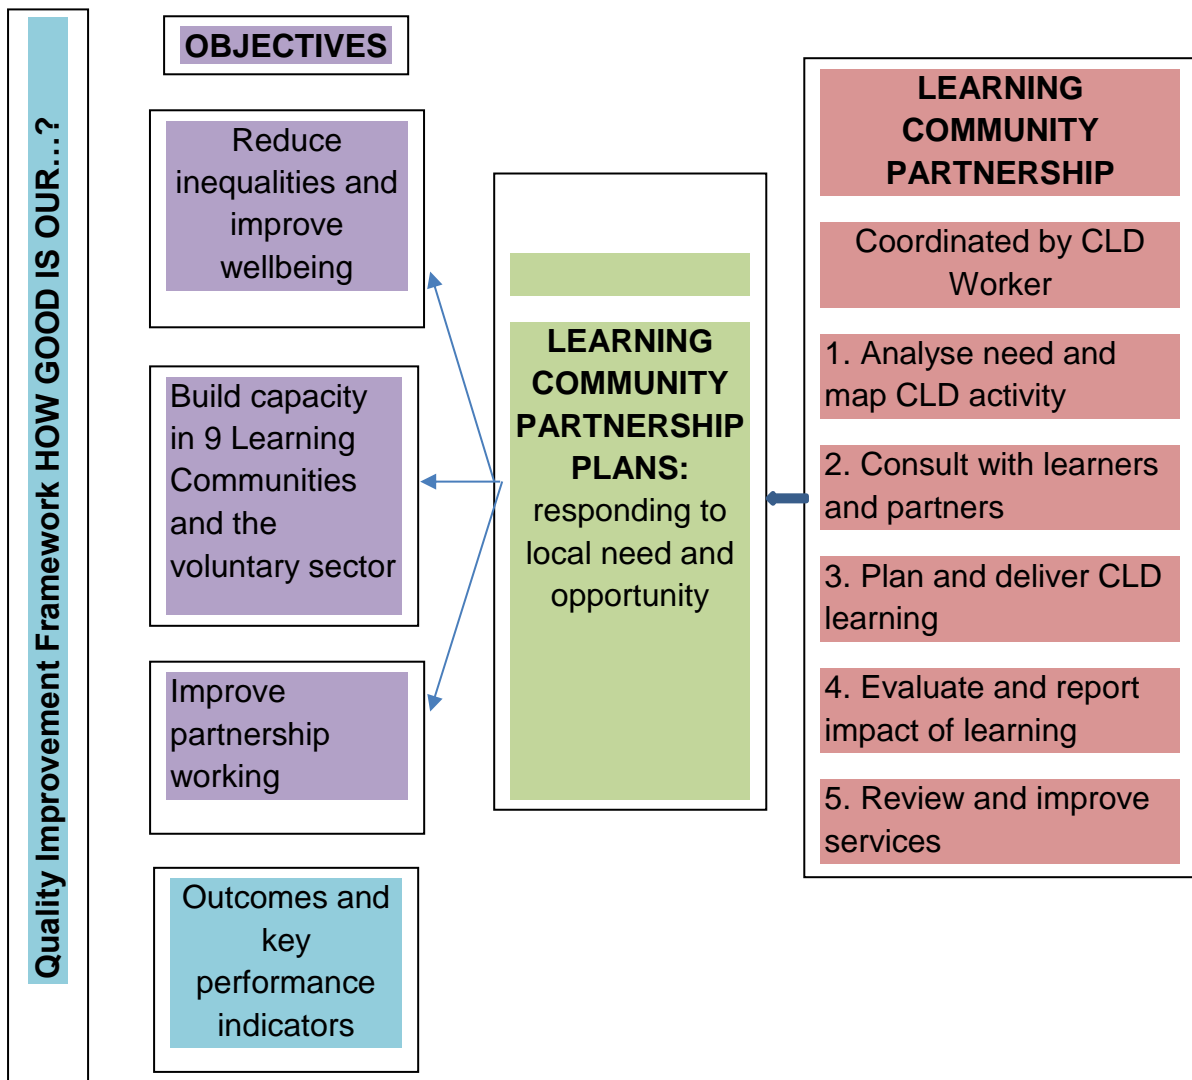 Quality Improvement Framework HOW GOOD IS OUR…?
OBJECTIVES
Reduce
inequalities and
improve
wellbeing
Build capacity
in 9 Learning
Communities
and the
voluntary sector
Improve
partnership
working
Outcomes and
key
performance
indicators
LEARNING
COMMUNITY
PARTNERSHIP
PLANS:
responding to
local need and
opportunity
LEARNING
COMMUNITY
PARTNERSHIP
Coordinated by CLD
Worker
1. Analyse need and
map CLD activity
2. Consult with learners
and partners
3. Plan and deliver CLD
learning
4. Evaluate and report
impact of learning
5. Review and improve
services